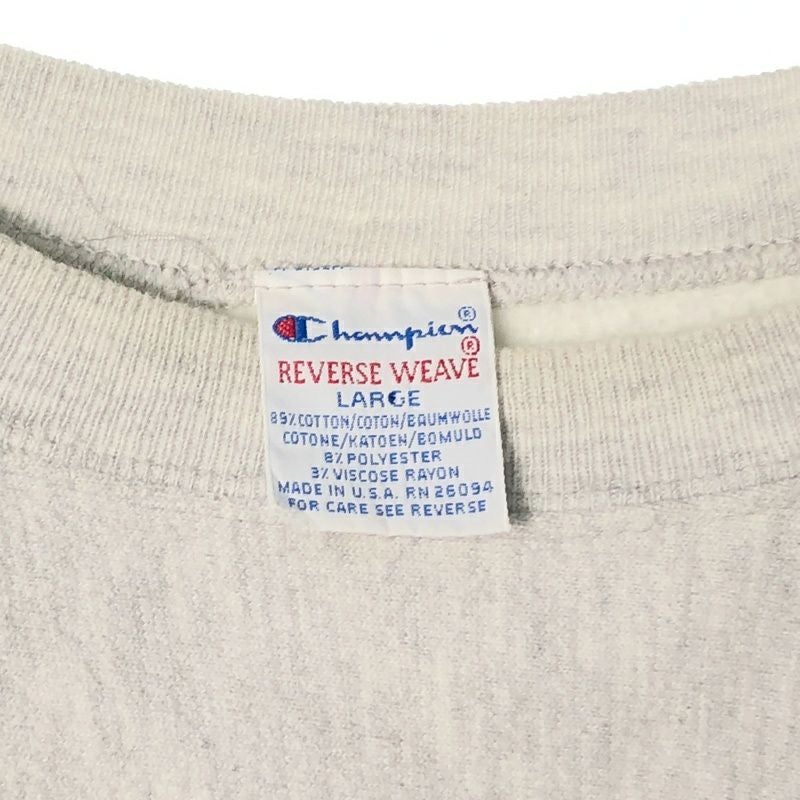 Champion®
REVERSE WEAVE®
LARGE
89% COTTON/COTON/BAUMWOLLE
COTONE/KATOEN/BOMULD
8% POLYESTER
3% VISCOSE RAYON
MADE IN U.S.A. RN 26094
FOR CARE SEE REVERSE